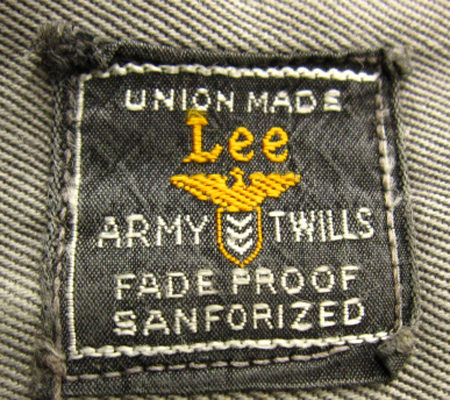 UNION MADE
Lee
ARMY TWILLS
FADE PROOF
SANFORIZED